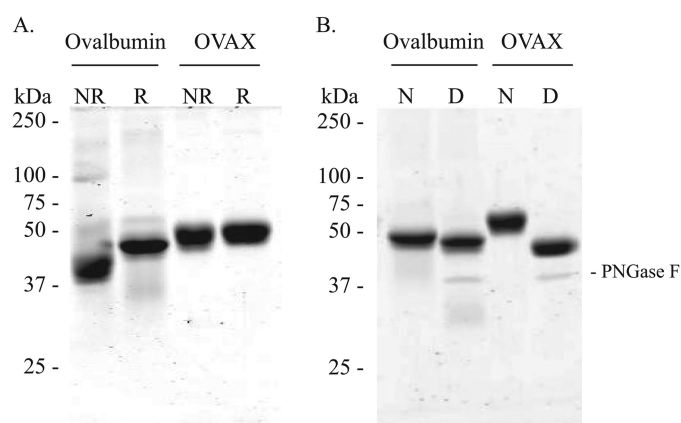 A.
Ovalbumin OVAX
kDa NR R NR R
250 -
100 -
75 -
50 -
37 -
25 -
B.
Ovalbumin OVAX
kDa N D N D
250 -
100 -
75 -
50 -
37 -
25 -
- PNGase F